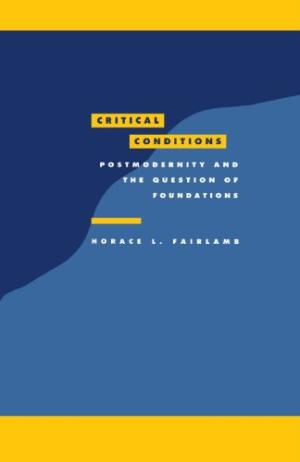 CRITICAL
CONDITIONS
POSTMODERNITY AND
THE QUESTION OF
FOUNDATIONS
HORACE L. FAIRLAMB